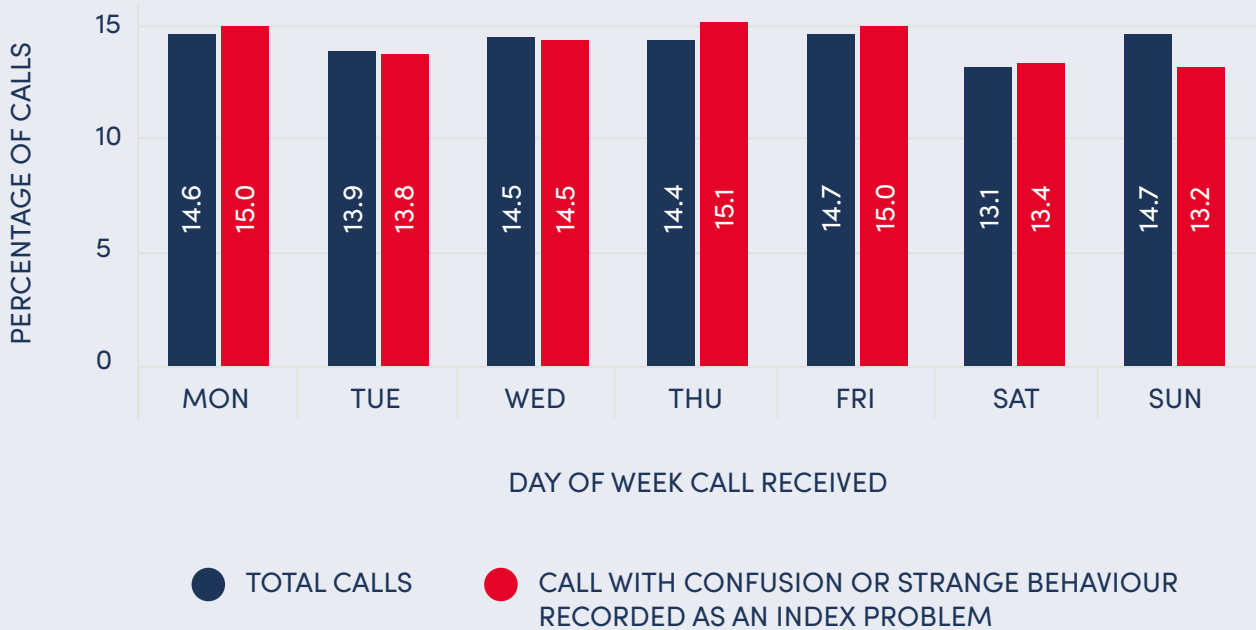 PERCENTAGE OF CALLS
15
10
5
0
14.6
15.0
13.9
13.8
14.5
14.5
14.4
15.1
14.7
15.0
13.1
13.4
14.7
13.2
MON
TUE
WED
THU
FRI
SAT
SUN
DAY OF WEEK CALL RECEIVED
TOTAL CALLS
CALL WITH CONFUSION OR STRANGE BEHAVIOUR
RECORDED AS AN INDEX PROBLEM